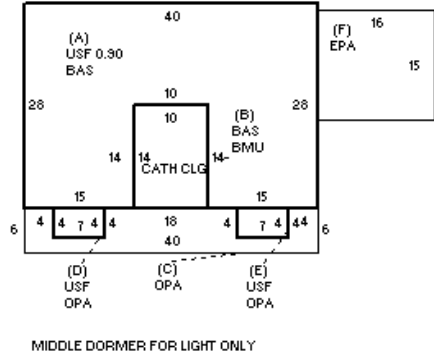 40
(A)
USF 0.90
BAS
(F)
EPA
16
15
28
10
10
(B)
BAS
BMU
28
14
14
14-
CATH CLG
15
15
6
4
4
7
4
4
18
4
7
4
44
6
40
(D)
USF
OPA
(C)
OPA
(E)
USF
OPA
MIDDLE DORMER FOR LIGHT ONLY